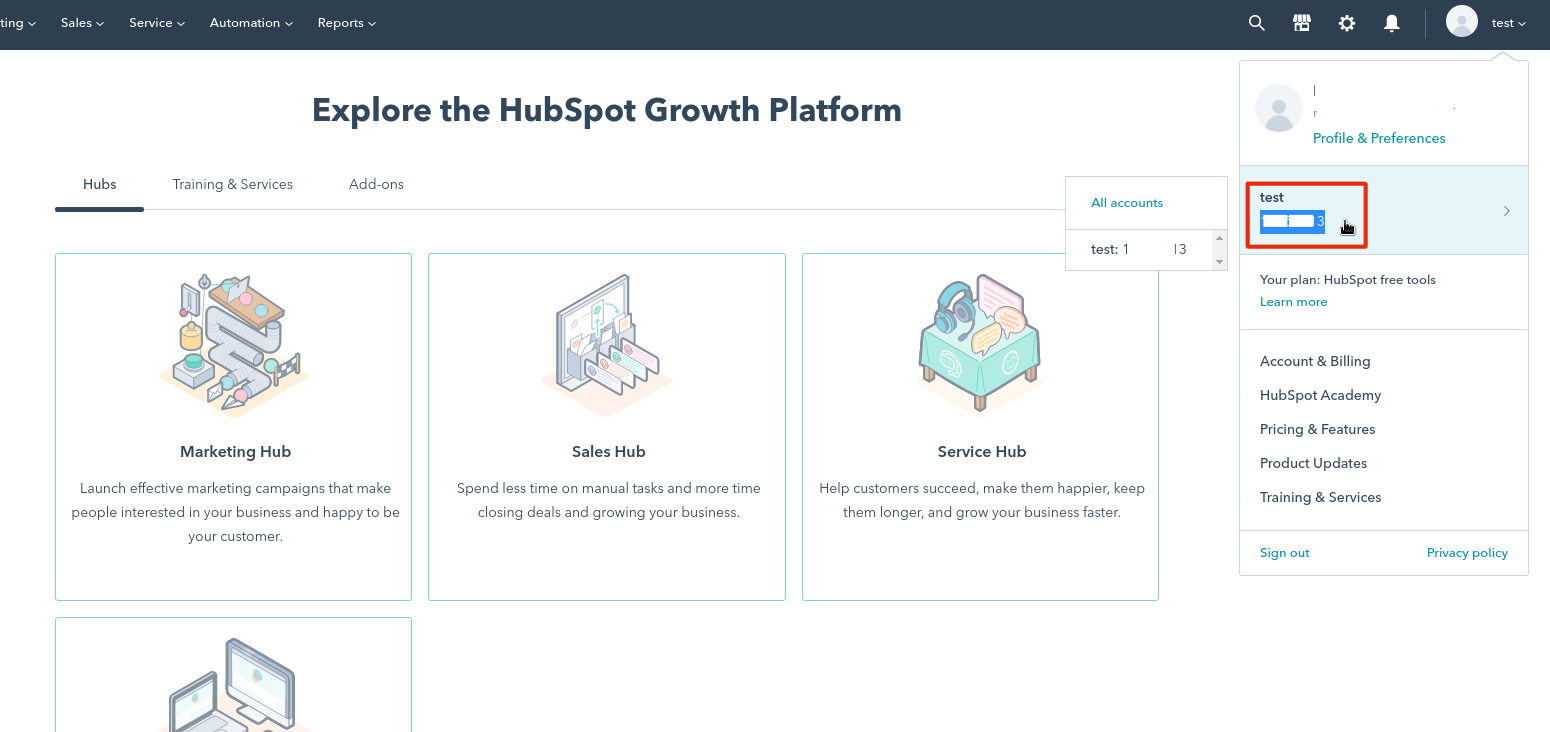 ting
Sales
Service
Automation
Reports
test
Explore the HubSpot Growth Platform
Profile & Preferences
Hubs
Training & Services
Add-ons
All accounts
test: 1 3
test
3
Your plan: HubSpot free tools
Learn more
Account & Billing
HubSpot Academy
Pricing & Features
Product Updates
Training & Services
Sign out
Privacy policy
Marketing Hub
Launch effective marketing campaigns that make
people interested in your business and happy to be
your customer.
Sales Hub
Spend less time on manual tasks and more time
closing deals and growing your business.
Service Hub
Help customers succeed, make them happier, keep
them longer, and grow your business faster.